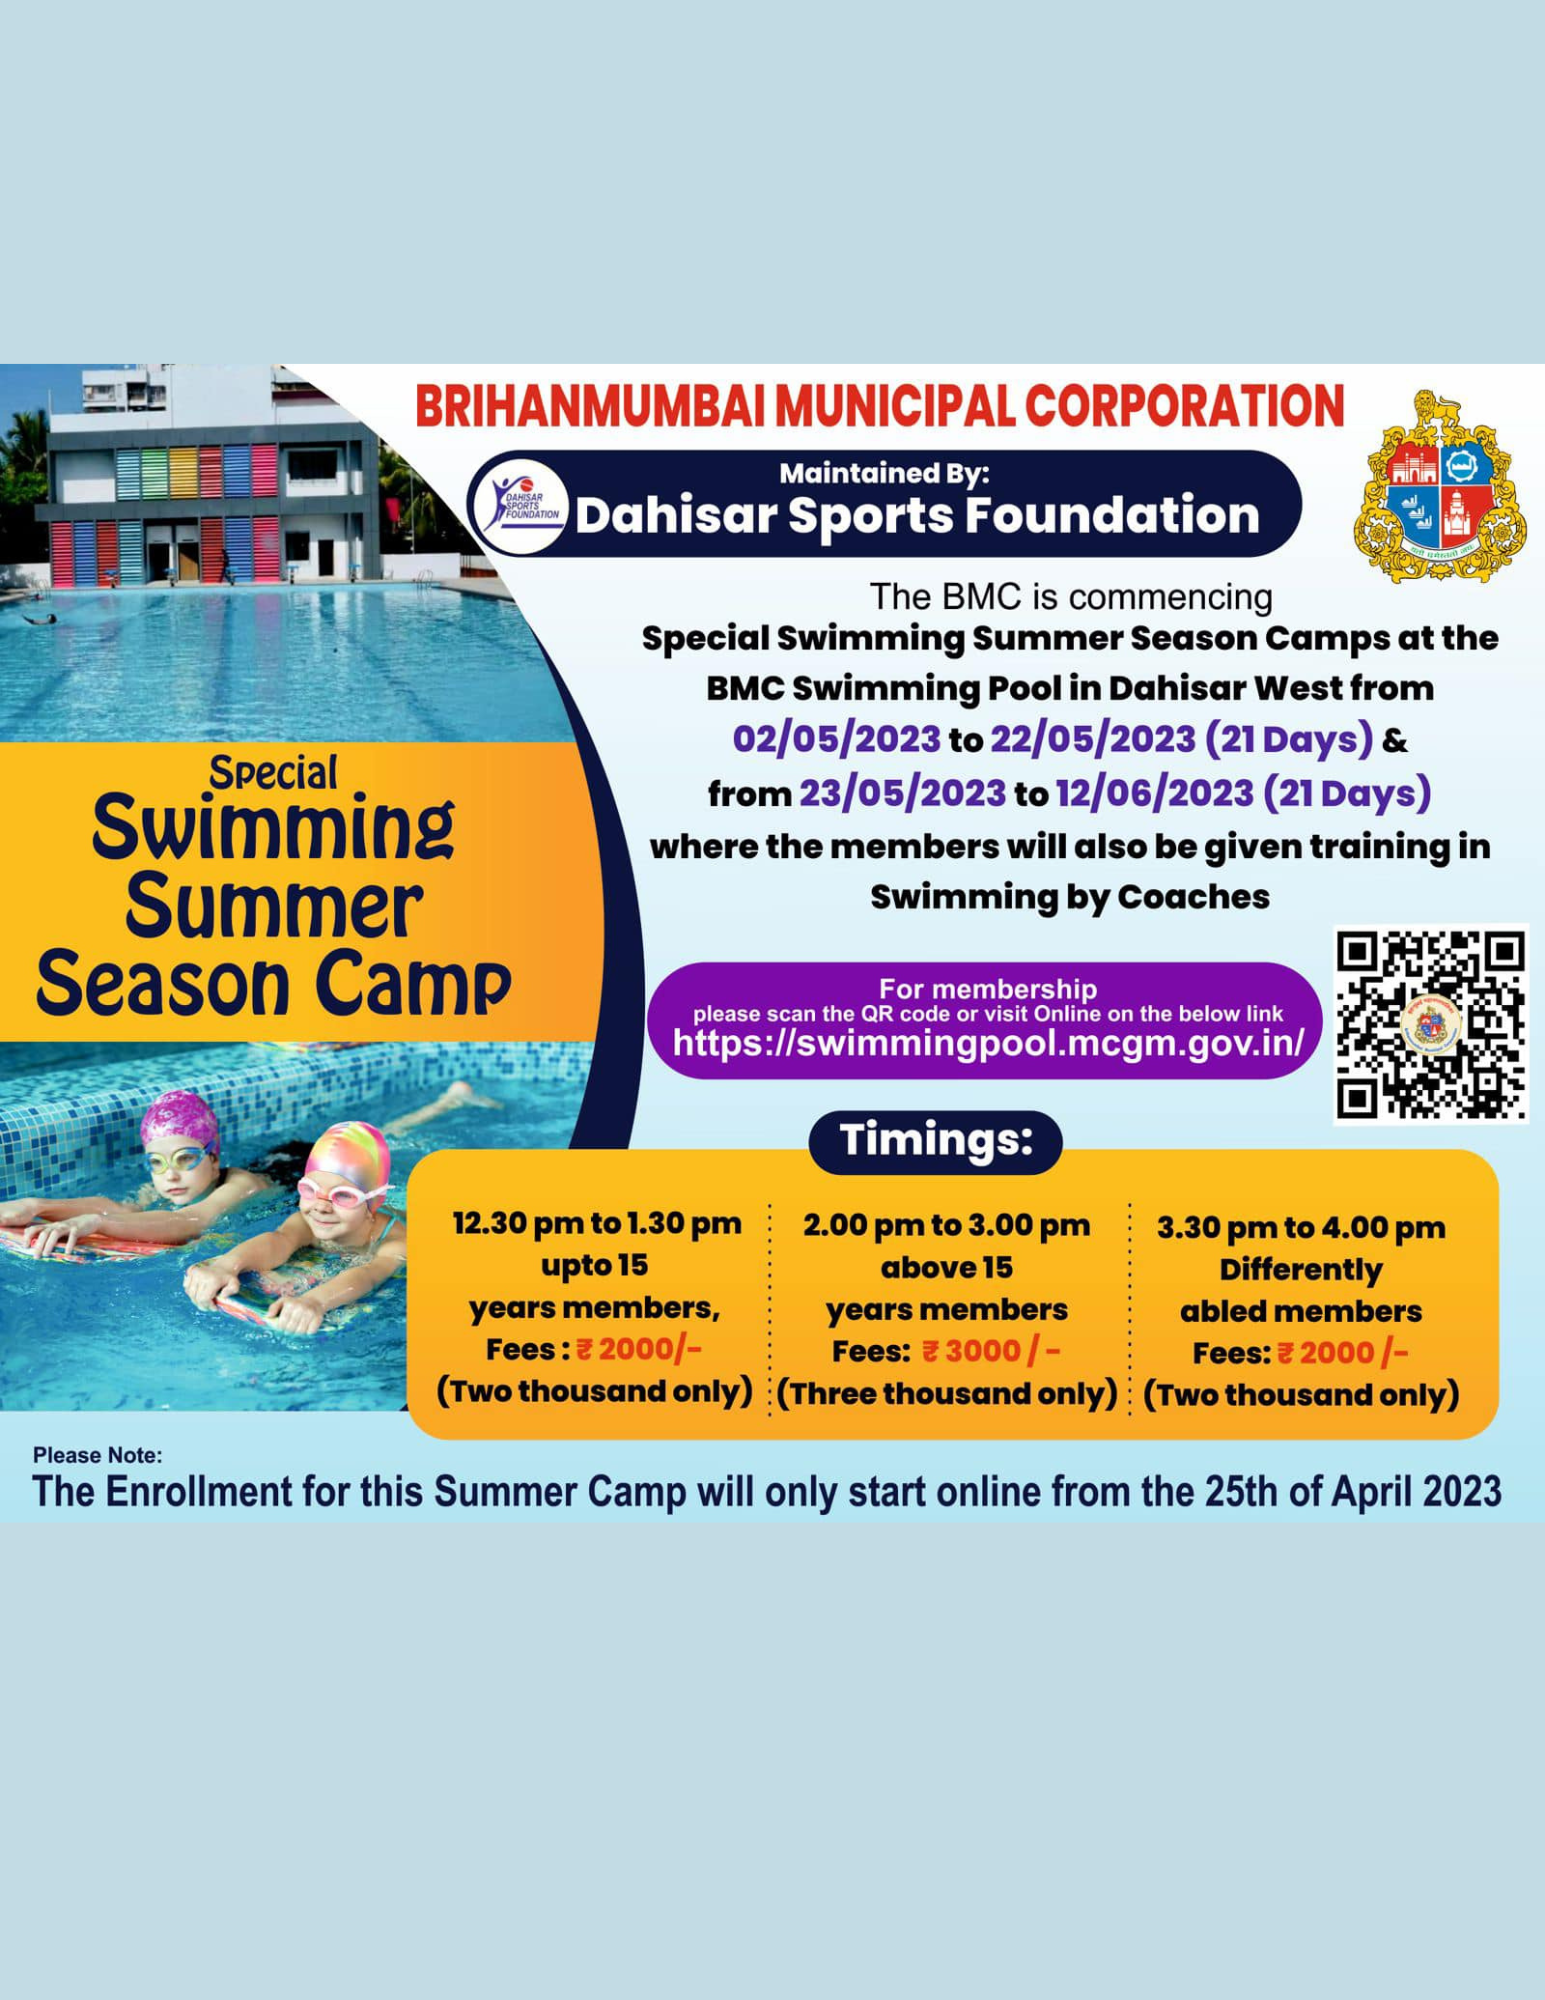 BRIHANMUMBAI MUNICIPAL CORPORATION
Maintained By:
DAHISAR
SPORTS
FOUNDATION
Dahisar Sports Foundation
The BMC is commencing
Special Swimming Summer Season Camps at the
BMC Swimming Pool in Dahisar West from
02/05/2023 to 22/05/2023 (21 Days) &
from 23/05/2023 to 12/06/2023 (21 Days)
where the members will also be given training in
Swimming by Coaches
Special
Swimming
Summer
Season Camp
For membership
please scan the QR code or visit Online on the below link
https://swimmingpool.mcgm.gov.in/
Timings:
12.30 pm to 1.30 pm
upto 15
years members,
Fees : ₹ 2000/-
(Two thousand only)
2.00 pm to 3.00 pm
above 15
years members
Fees: ₹ 3000 / -
(Three thousand only)
3.30 pm to 4.00 pm
Differently
abled members
Fees: ₹ 2000 /-
(Two thousand only)
Please Note:
The Enrollment for this Summer Camp will only start online from the 25th of April 2023